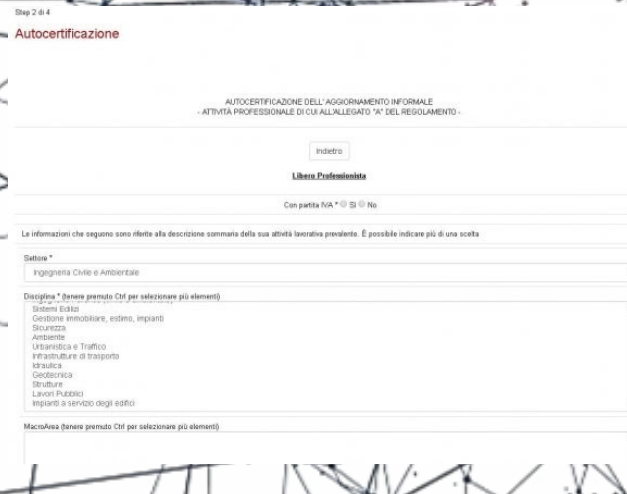 Step 2 di 4
Autocertificazione
AUTOCERTIFICAZIONE DELL'AGGIORNAMENTO INFORMALE
- ATTIVITÀ PROFESSIONALE DI CUI ALL'ALLEGATO "A" DEL REGOLAMENTO -
Indietro
Libero Professionista
Con partita IVA * Si No
Le informazioni che seguono sono riferite alla descrizione sommaria della sua attività lavorativa prevalente. È possibile indicare più di una scelta
Settore *
Ingegneria Civile e Ambientale
Disciplina * (tenere premuto Ctrl per selezionare più elementi)
Sistemi Edilizi
Gestione immobiliare, estimo, impianti
Sicurezza
Ambiente
Urbanistica e Traffico
Infrastrutture di trasporto
Idraulica
Geotecnica
Strutture
Lavori Pubblici
Impianti a servizio degli edifici
MacroArea (tenere premuto Ctrl per selezionare più elementi)